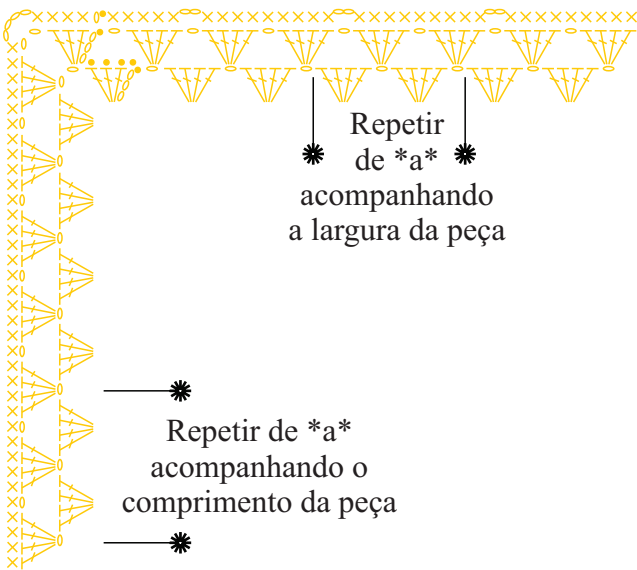 Repetir
de *a*
acompanhando
a largura da peça
Repetir de *a*
acompanhando o
comprimento da peça